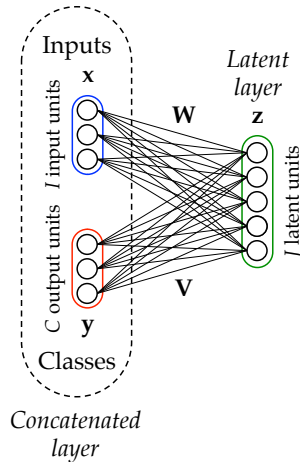 Inputs
x
I input units
C output units
y
Classes
Concatenated
layer
W
V
Latent
layer
z
J latent units